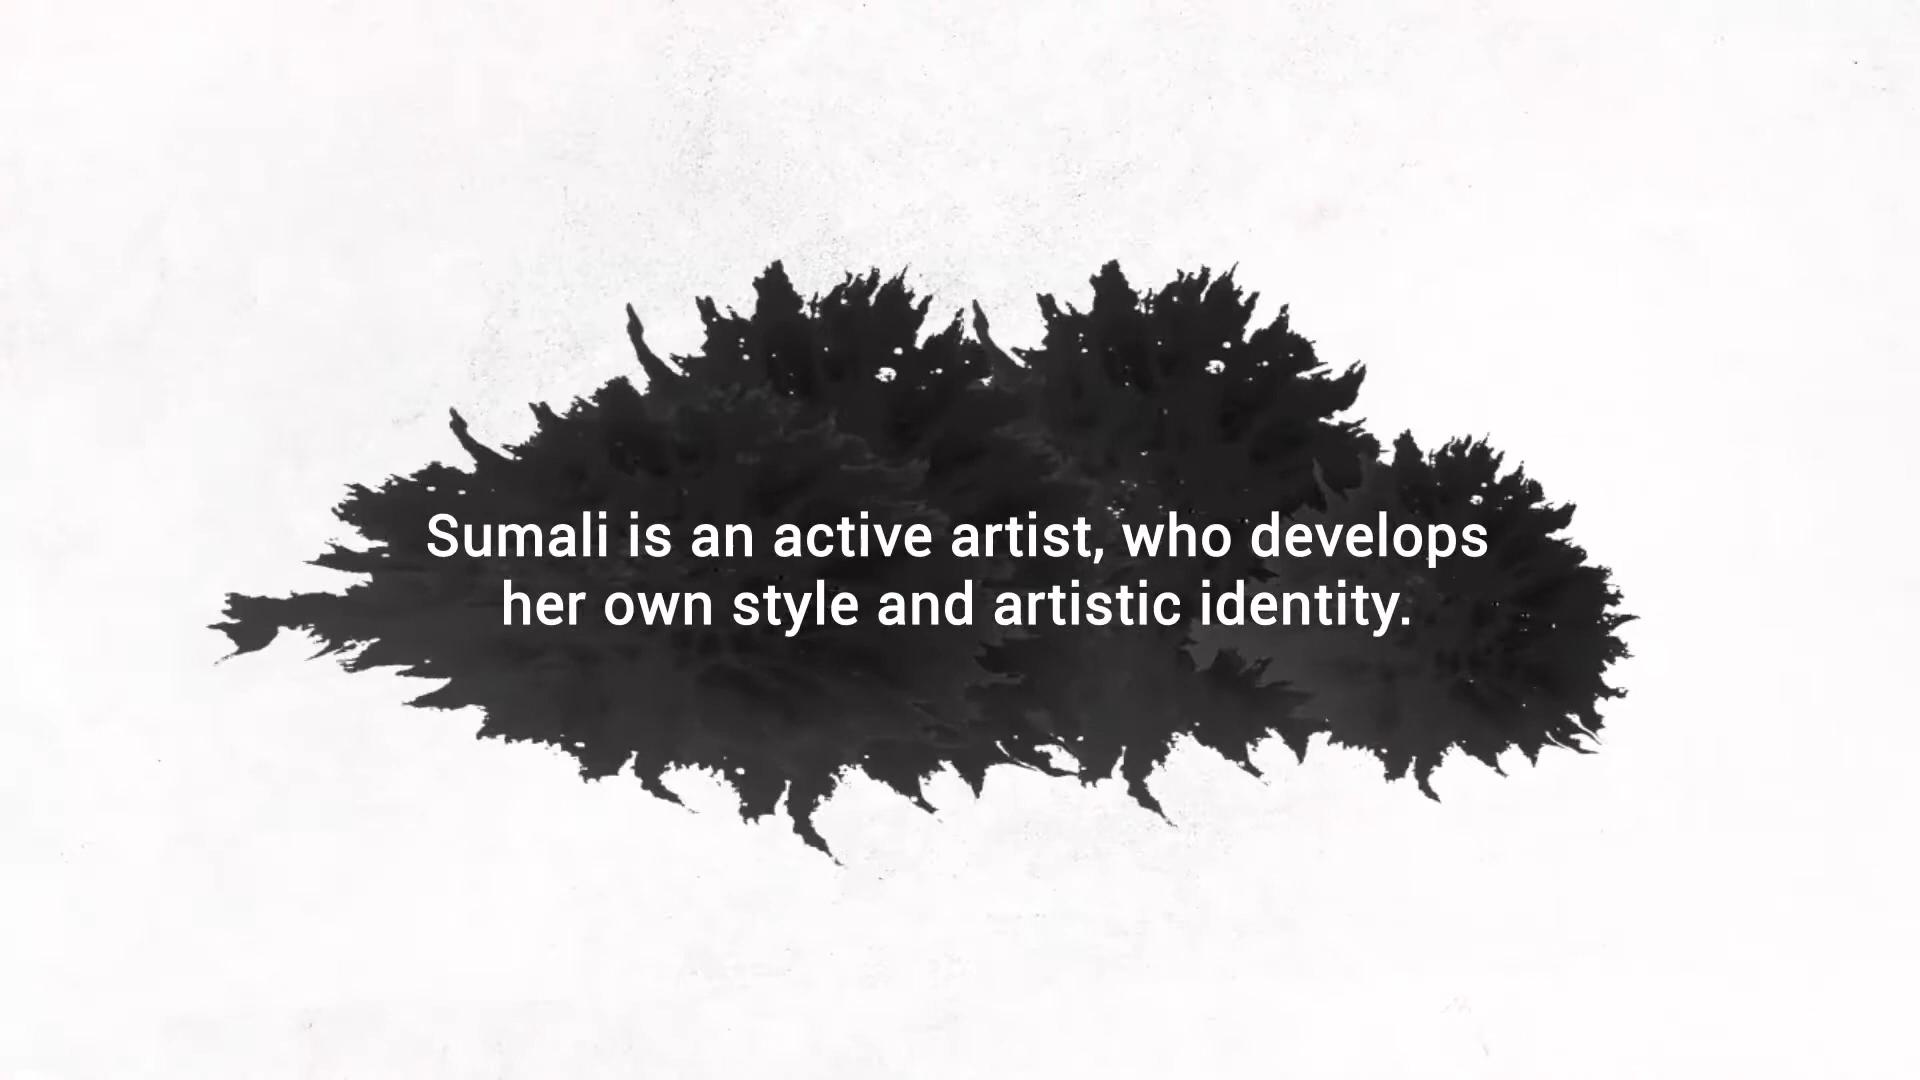 Sumali is an active artist, who develops
her own style and artistic identity.